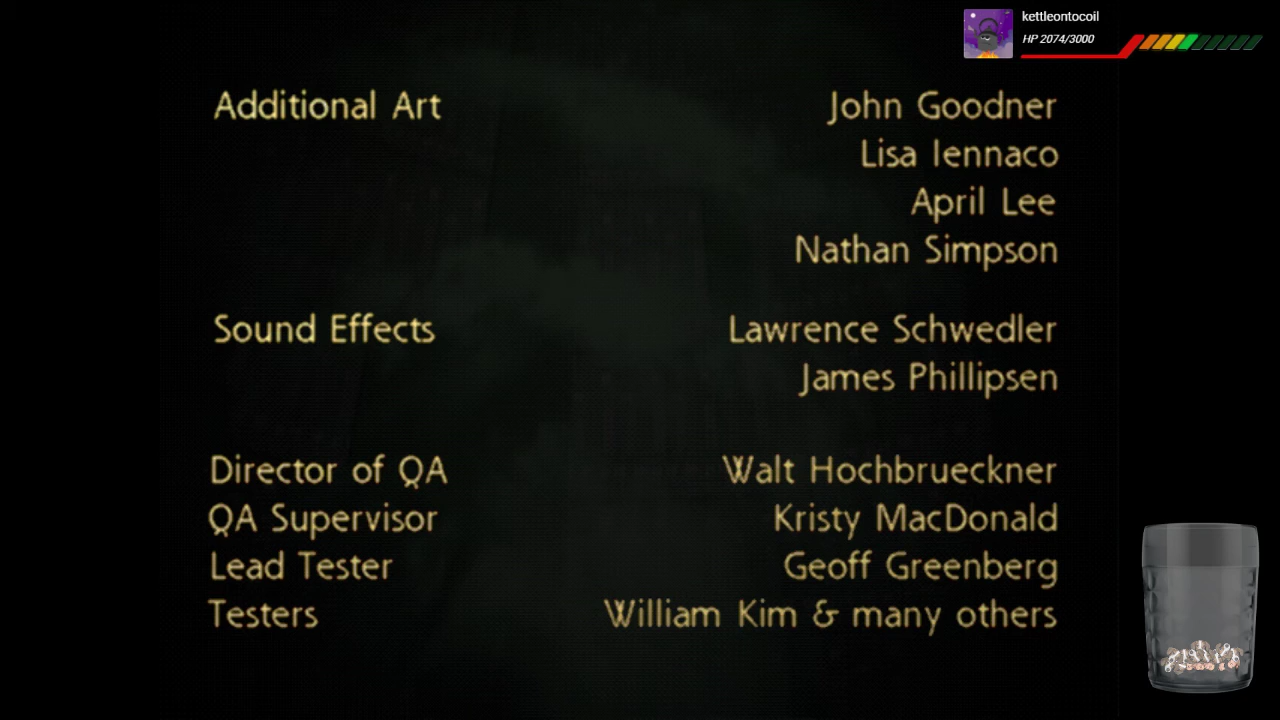 kettleontocoil
HP 2074/3000
Additional Art John Goodner
Lisa Iennaco
April Lee
Nathan Simpson
Sound Effects Lawrence Schwedler
James Phillipsen
Director of QA Walt Hochbrueckner
QA Supervisor Kristy MacDonald
Lead Tester Geoff Greenberg
Testers William Kim & many others